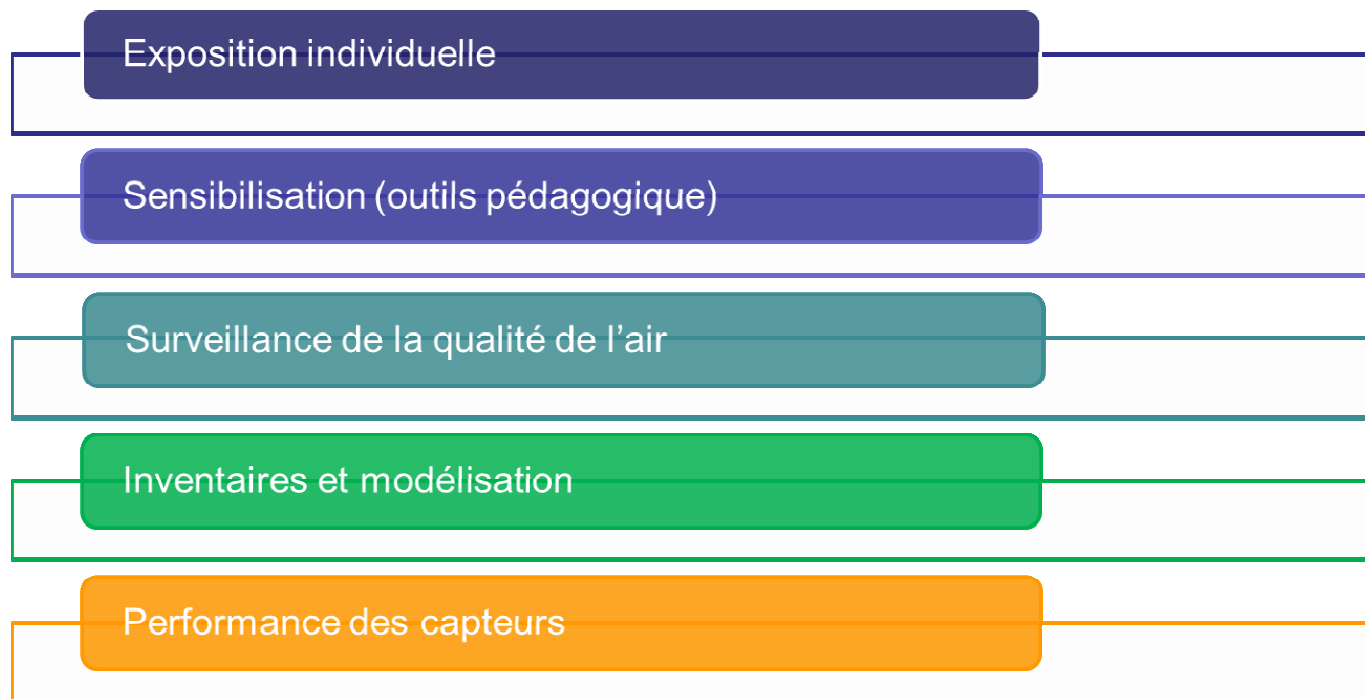 Exposition individuelle
Sensibilisation (outils pédagogique)
Surveillance de la qualité de l’air
Inventaires et modélisation
Performance des capteurs